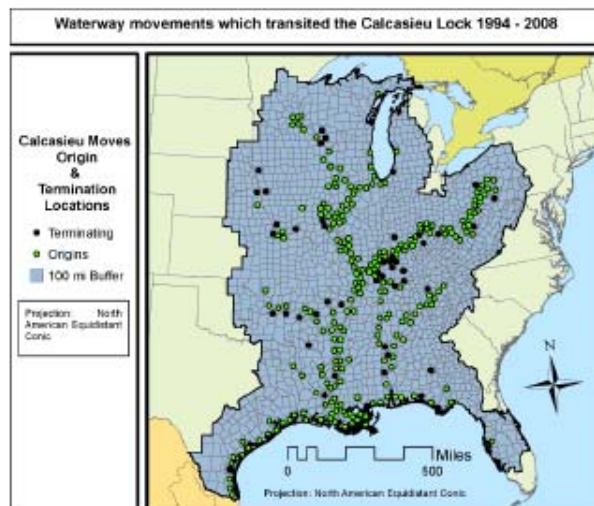 Waterway movements which transited the Calcasieu Lock 1994 - 2008
Calcasieu Moves
Origin
&
Termination
Locations
Terminating
Origins
100 mi Buffer
Projection: North
American Equidistant
Conic
N
Miles
0 500
Projection: North American Equidistant Conic